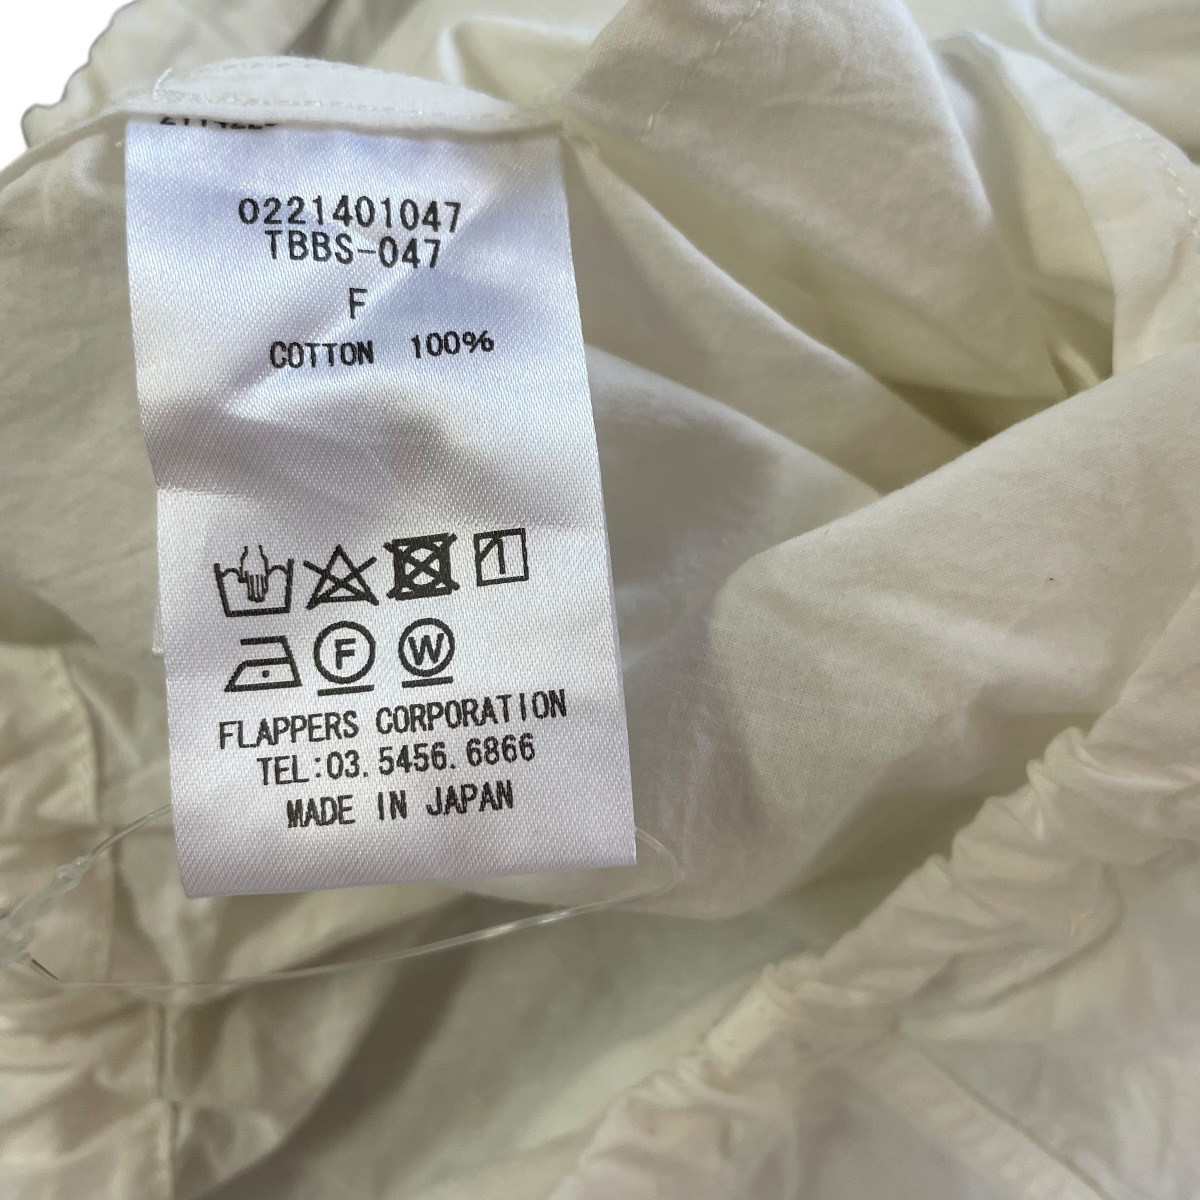 0221401047
TBBS-047
F
COTTON 100%
F W
FLAPPERS CORPORATION
TEL:03. 5456. 6866
MADE IN JAPAN